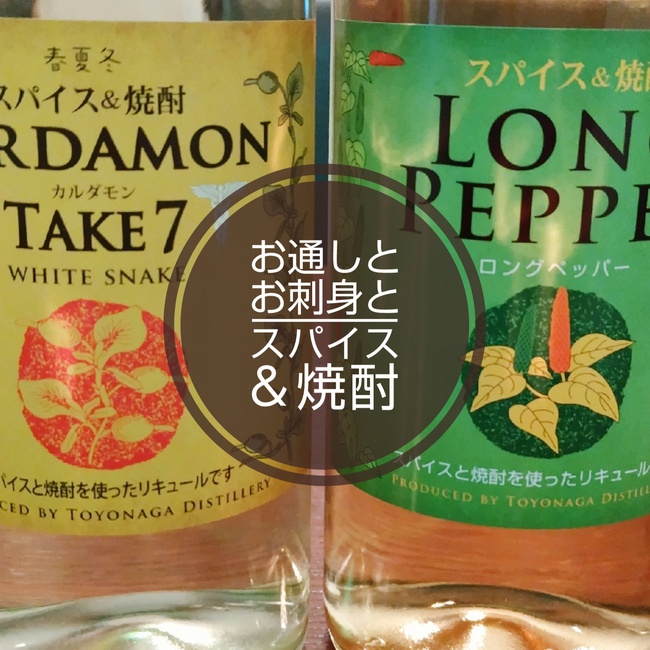 春夏冬
スパイス&焼酎
RDAMON
カルダモン
TAKE 7
WHITE SNAKE
パイスと焼酎を使ったリキュールです
CED BY TOYONAGA DISTILLERY
スパイス&焼酎
LONG
PEPPE
ロングペッパー
スパイスと焼酎を使ったリキュール
PRODUCED BY TOYONAGA DISTILL
お通しと
お刺身と
スパイス
&焼酎